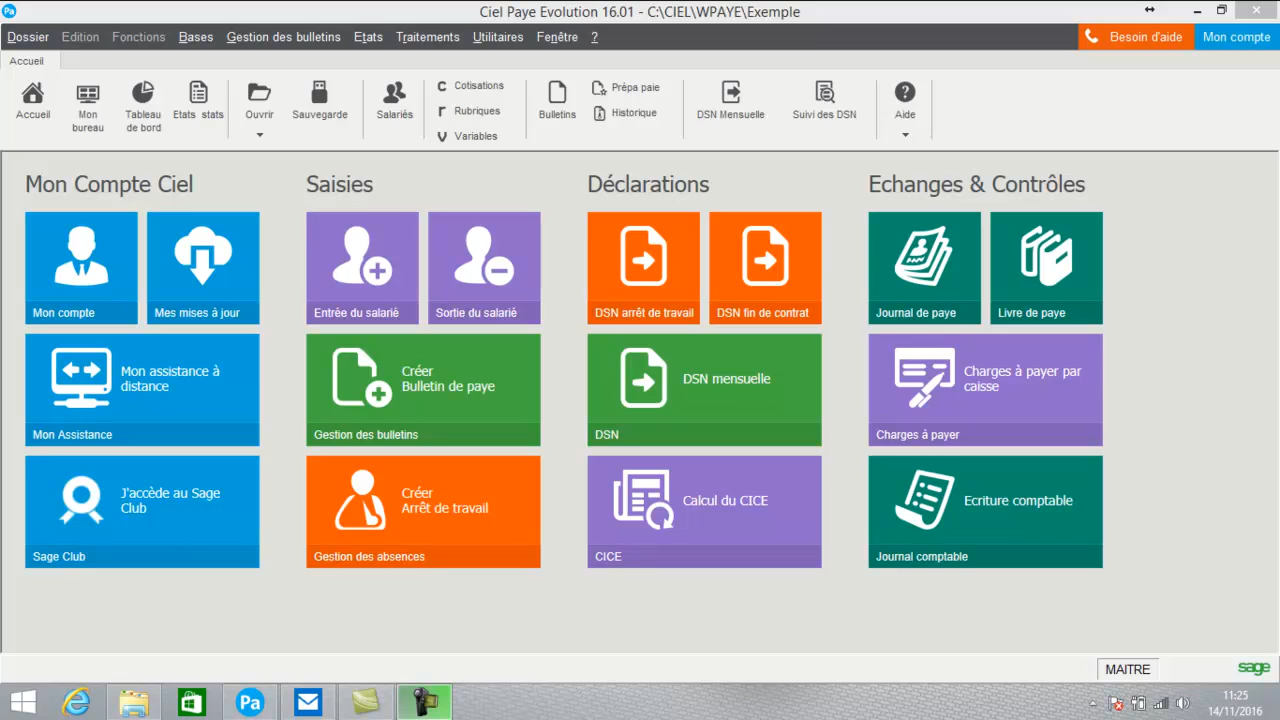 Pa
Ciel Paye Evolution 16.01 - C:\CIEL\WPAYE\Exemple
Dossier Edition Fonctions Bases Gestion des bulletins Etats Traitements Utilitaires Fenêtre ?
Besoin d'aide Mon compte
Accueil
Accueil
Mon
bureau
Tableau
de bord
Etats stats
Ouvrir
Sauvegarde
Salariés
C Cotisations
r Rubriques
V Variables
Bulletins
Prépa paie
Historique
DSN Mensuelle
Suivi des DSN
Aide
Mon Compte Ciel
Saisies
Déclarations
Echanges & Contrôles
Mon compte
Mes mises à jour
Entrée du salarié
Sortie du salarié
DSN arrêt de travail
DSN fin de contrat
Journal de paye
Livre de paye
Mon assistance à
distance
Mon Assistance
Créer
Bulletin de paye
Gestion des bulletins
DSN mensuelle
DSN
Charges à payer par
caisse
Charges à payer
J'accède au Sage
Club
Sage Club
Créer
Arrêt de travail
Gestion des absences
Calcul du CICE
CICE
Ecriture comptable
Journal comptable
MAITRE
sage
Pa
11:25
14/11/2016